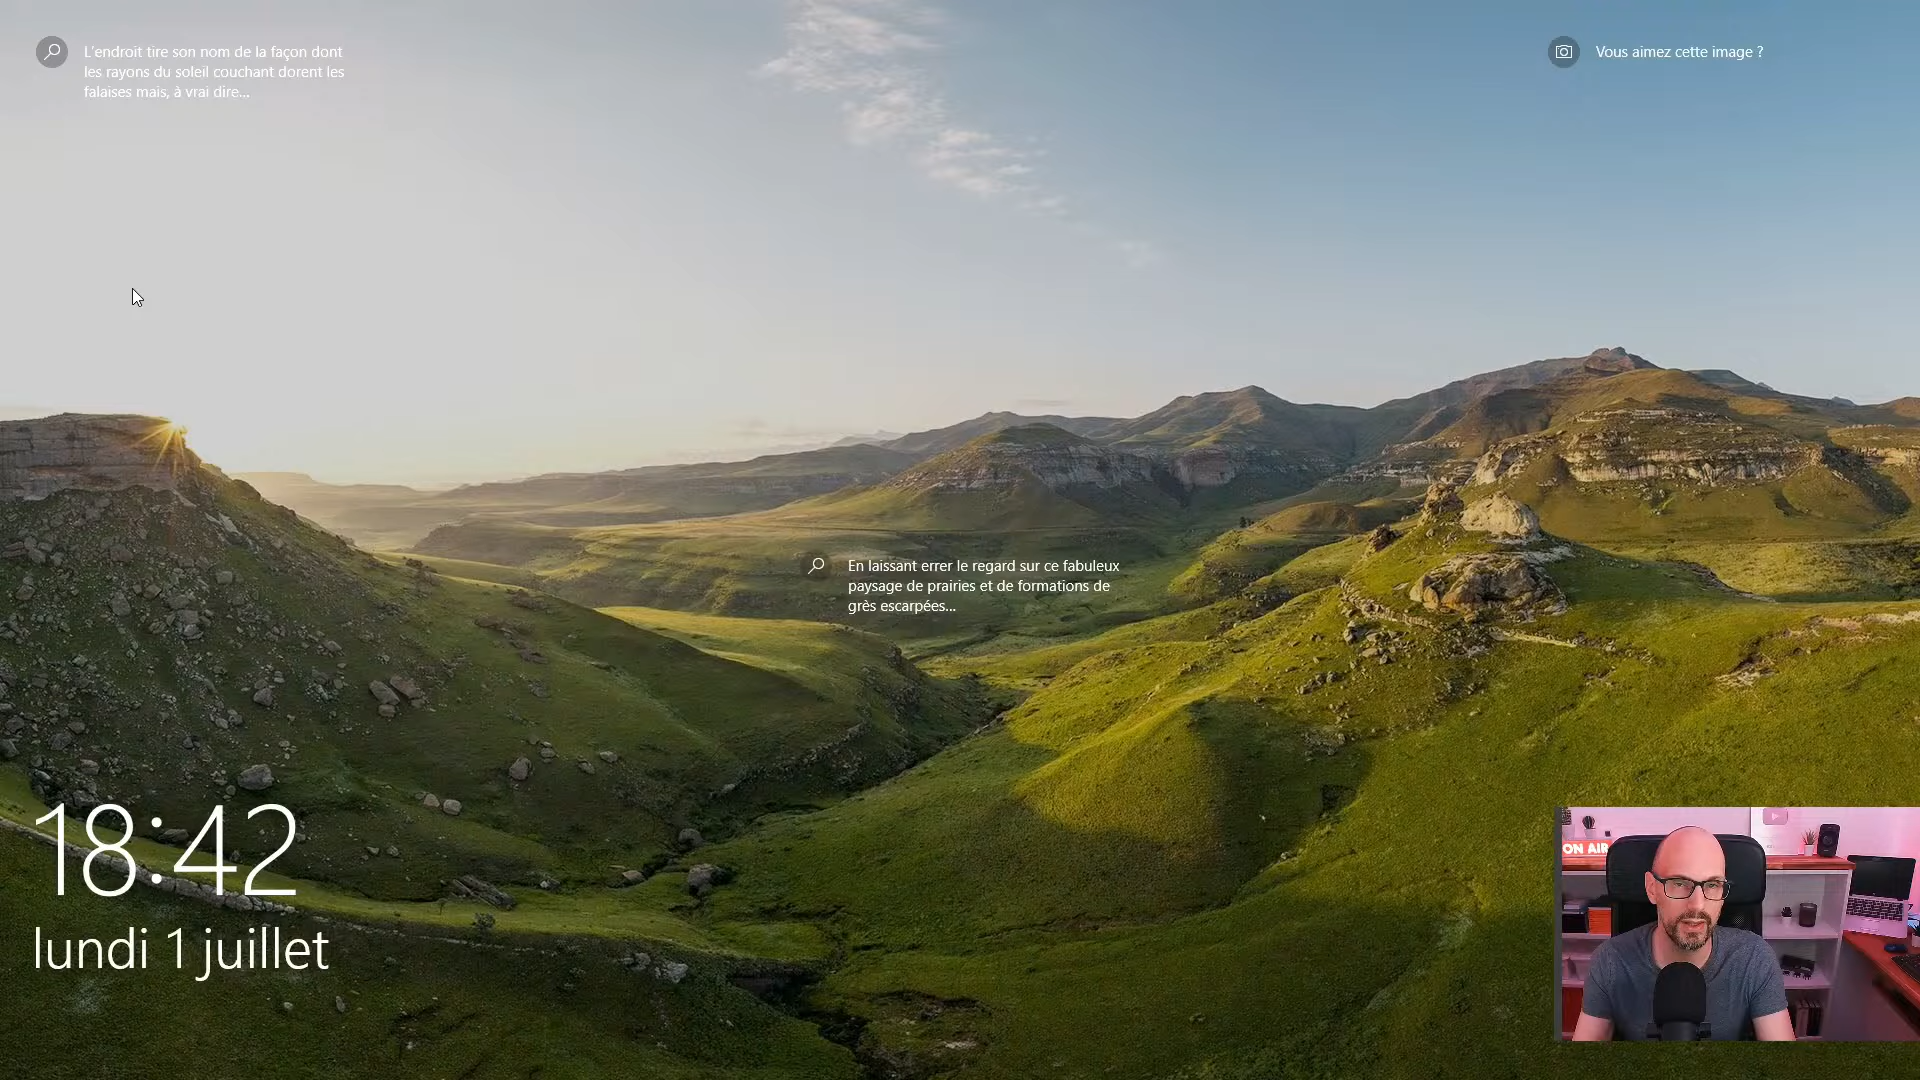 L'endroit tire son nom de la façon dont
les rayons du soleil couchant dorent les
falaises mais, à vrai dire...
Vous aimez cette image ?
En laissant errer le regard sur ce fabuleux
paysage de prairies et de formations de
grès escarpées...
18:42
lundi 1 juillet
ON AIR